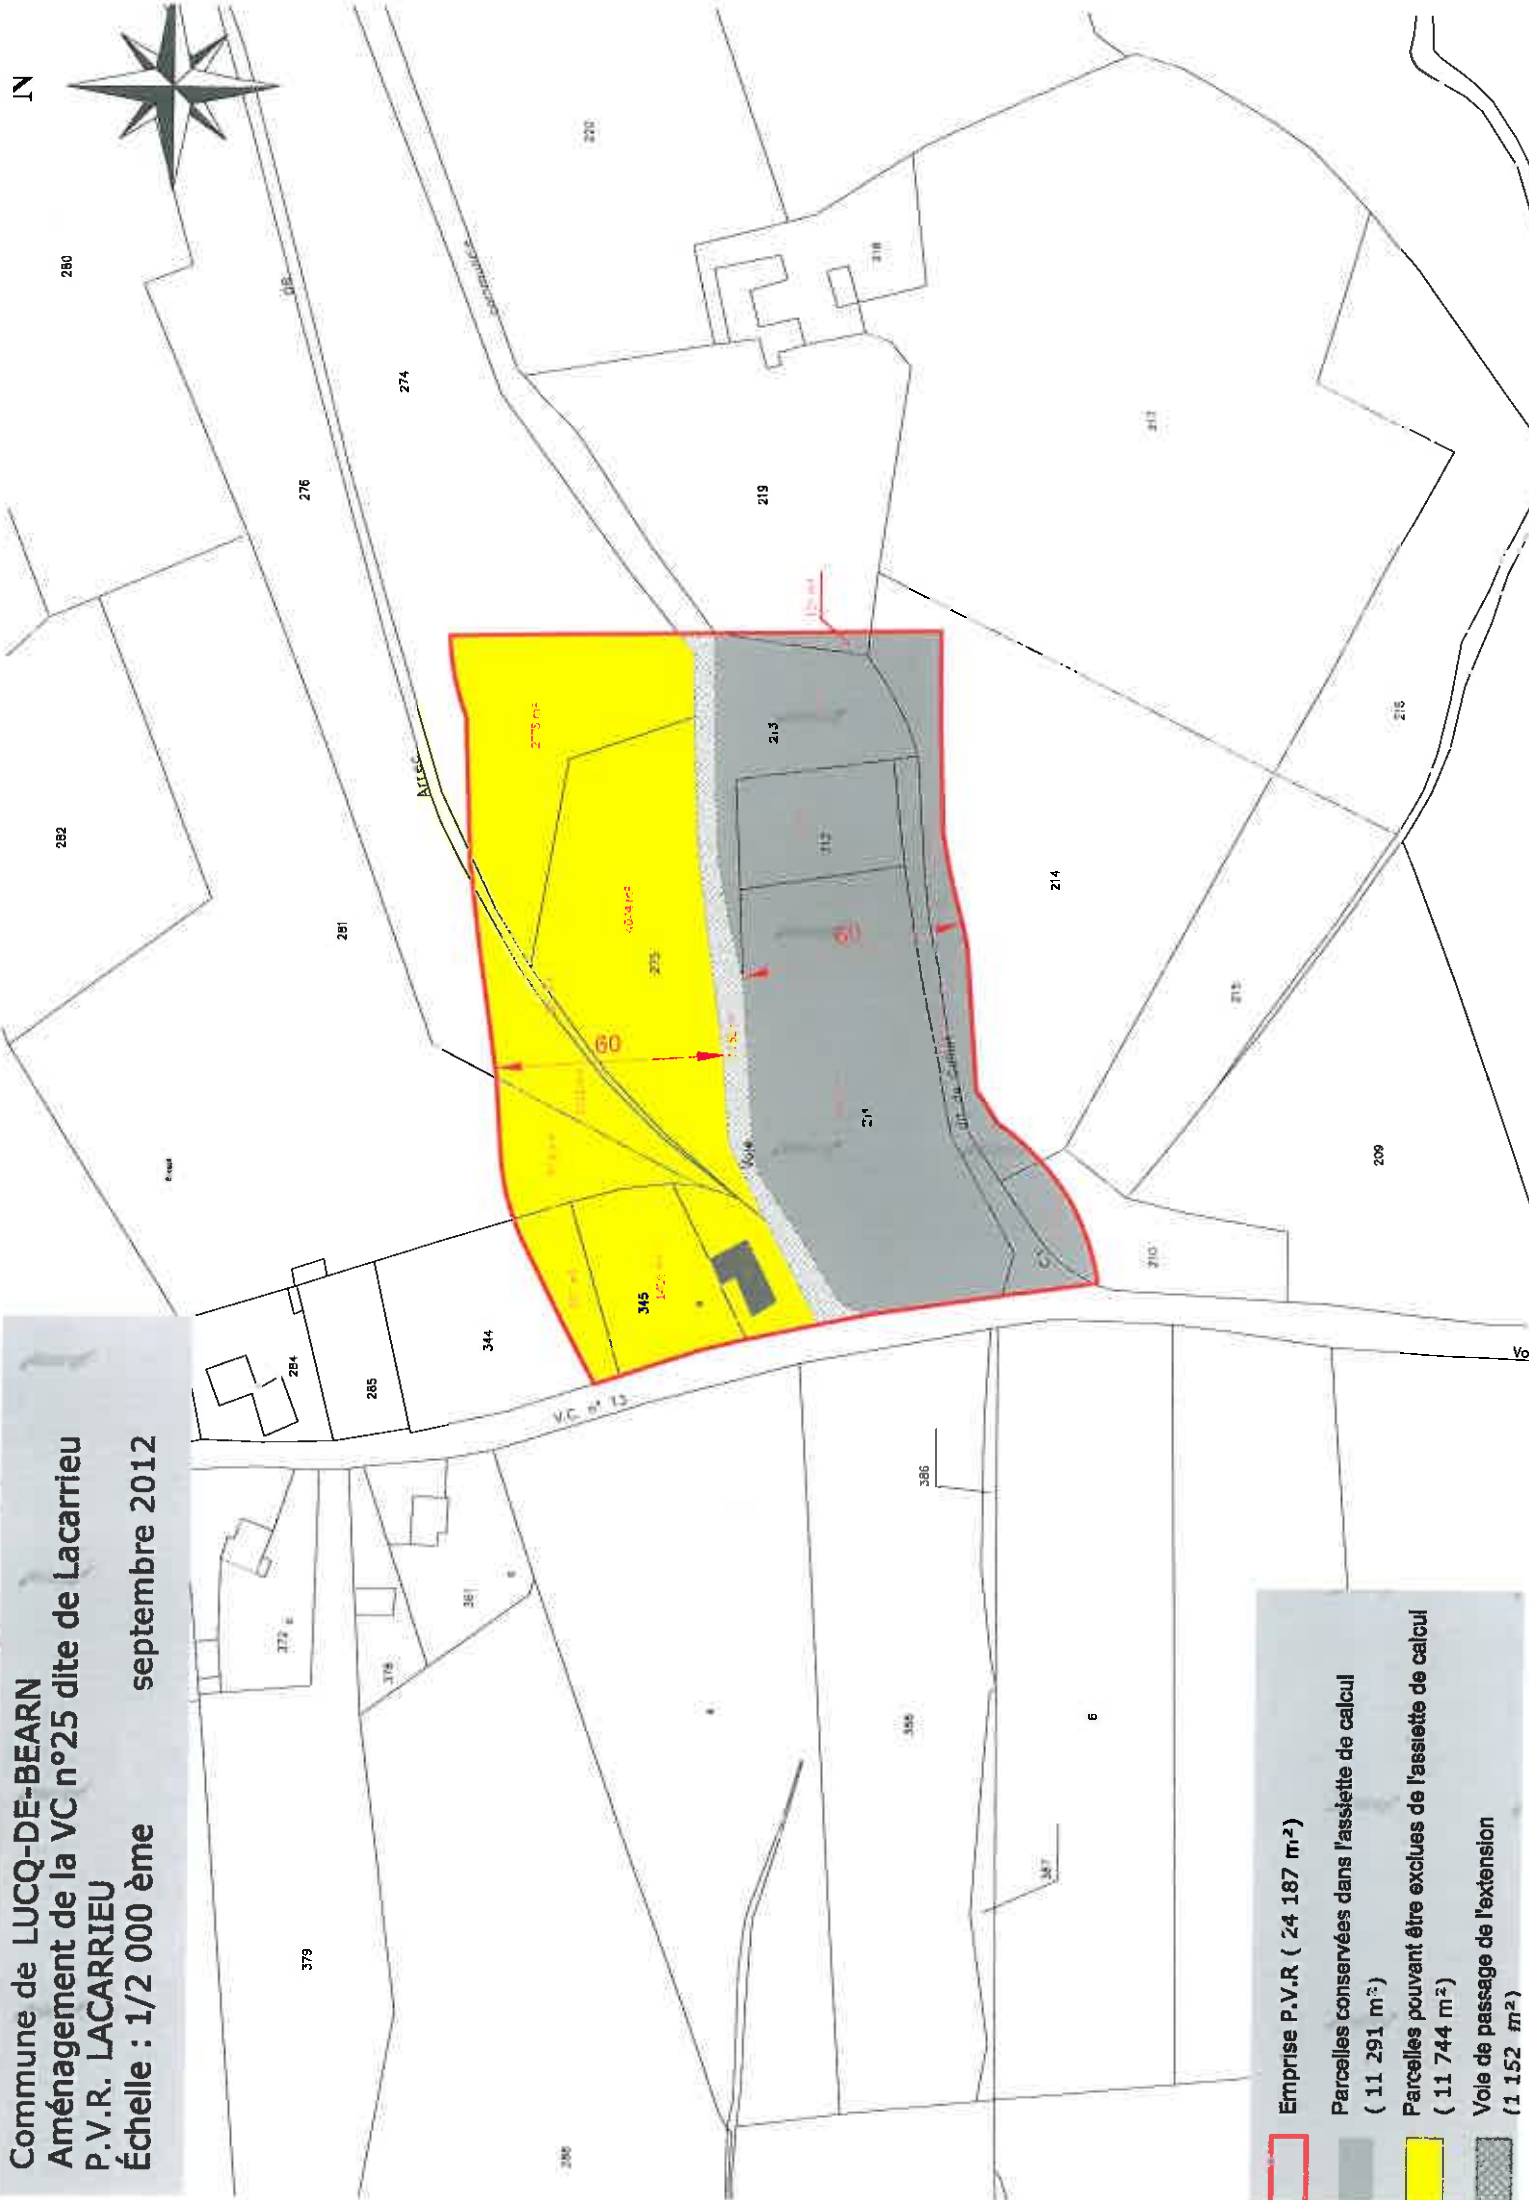 Commune de LUCQ-DE-BEARN
Aménagement de la VC n°25 dite de Lacarrieu
P.V.R. LACARRIEU
Échelle : 1/2 000 ème septembre 2012
N
280
282
281
276
274
de
Arrec
220
218
219
217
216
215
214
213
212
275
60
60
Voie
345
344
285
284
V.C. n° 13
210
209
372
378
381
379
386
387
6
288
Emprise P.V.R ( 24 187 m²)
Parcelles conservées dans l'assiette de calcul
( 11 291 m²)
Parcelles pouvant être exclues de l'assiette de calcul
( 11 744 m²)
Voie de passage de l'extension
(1 152 m²)